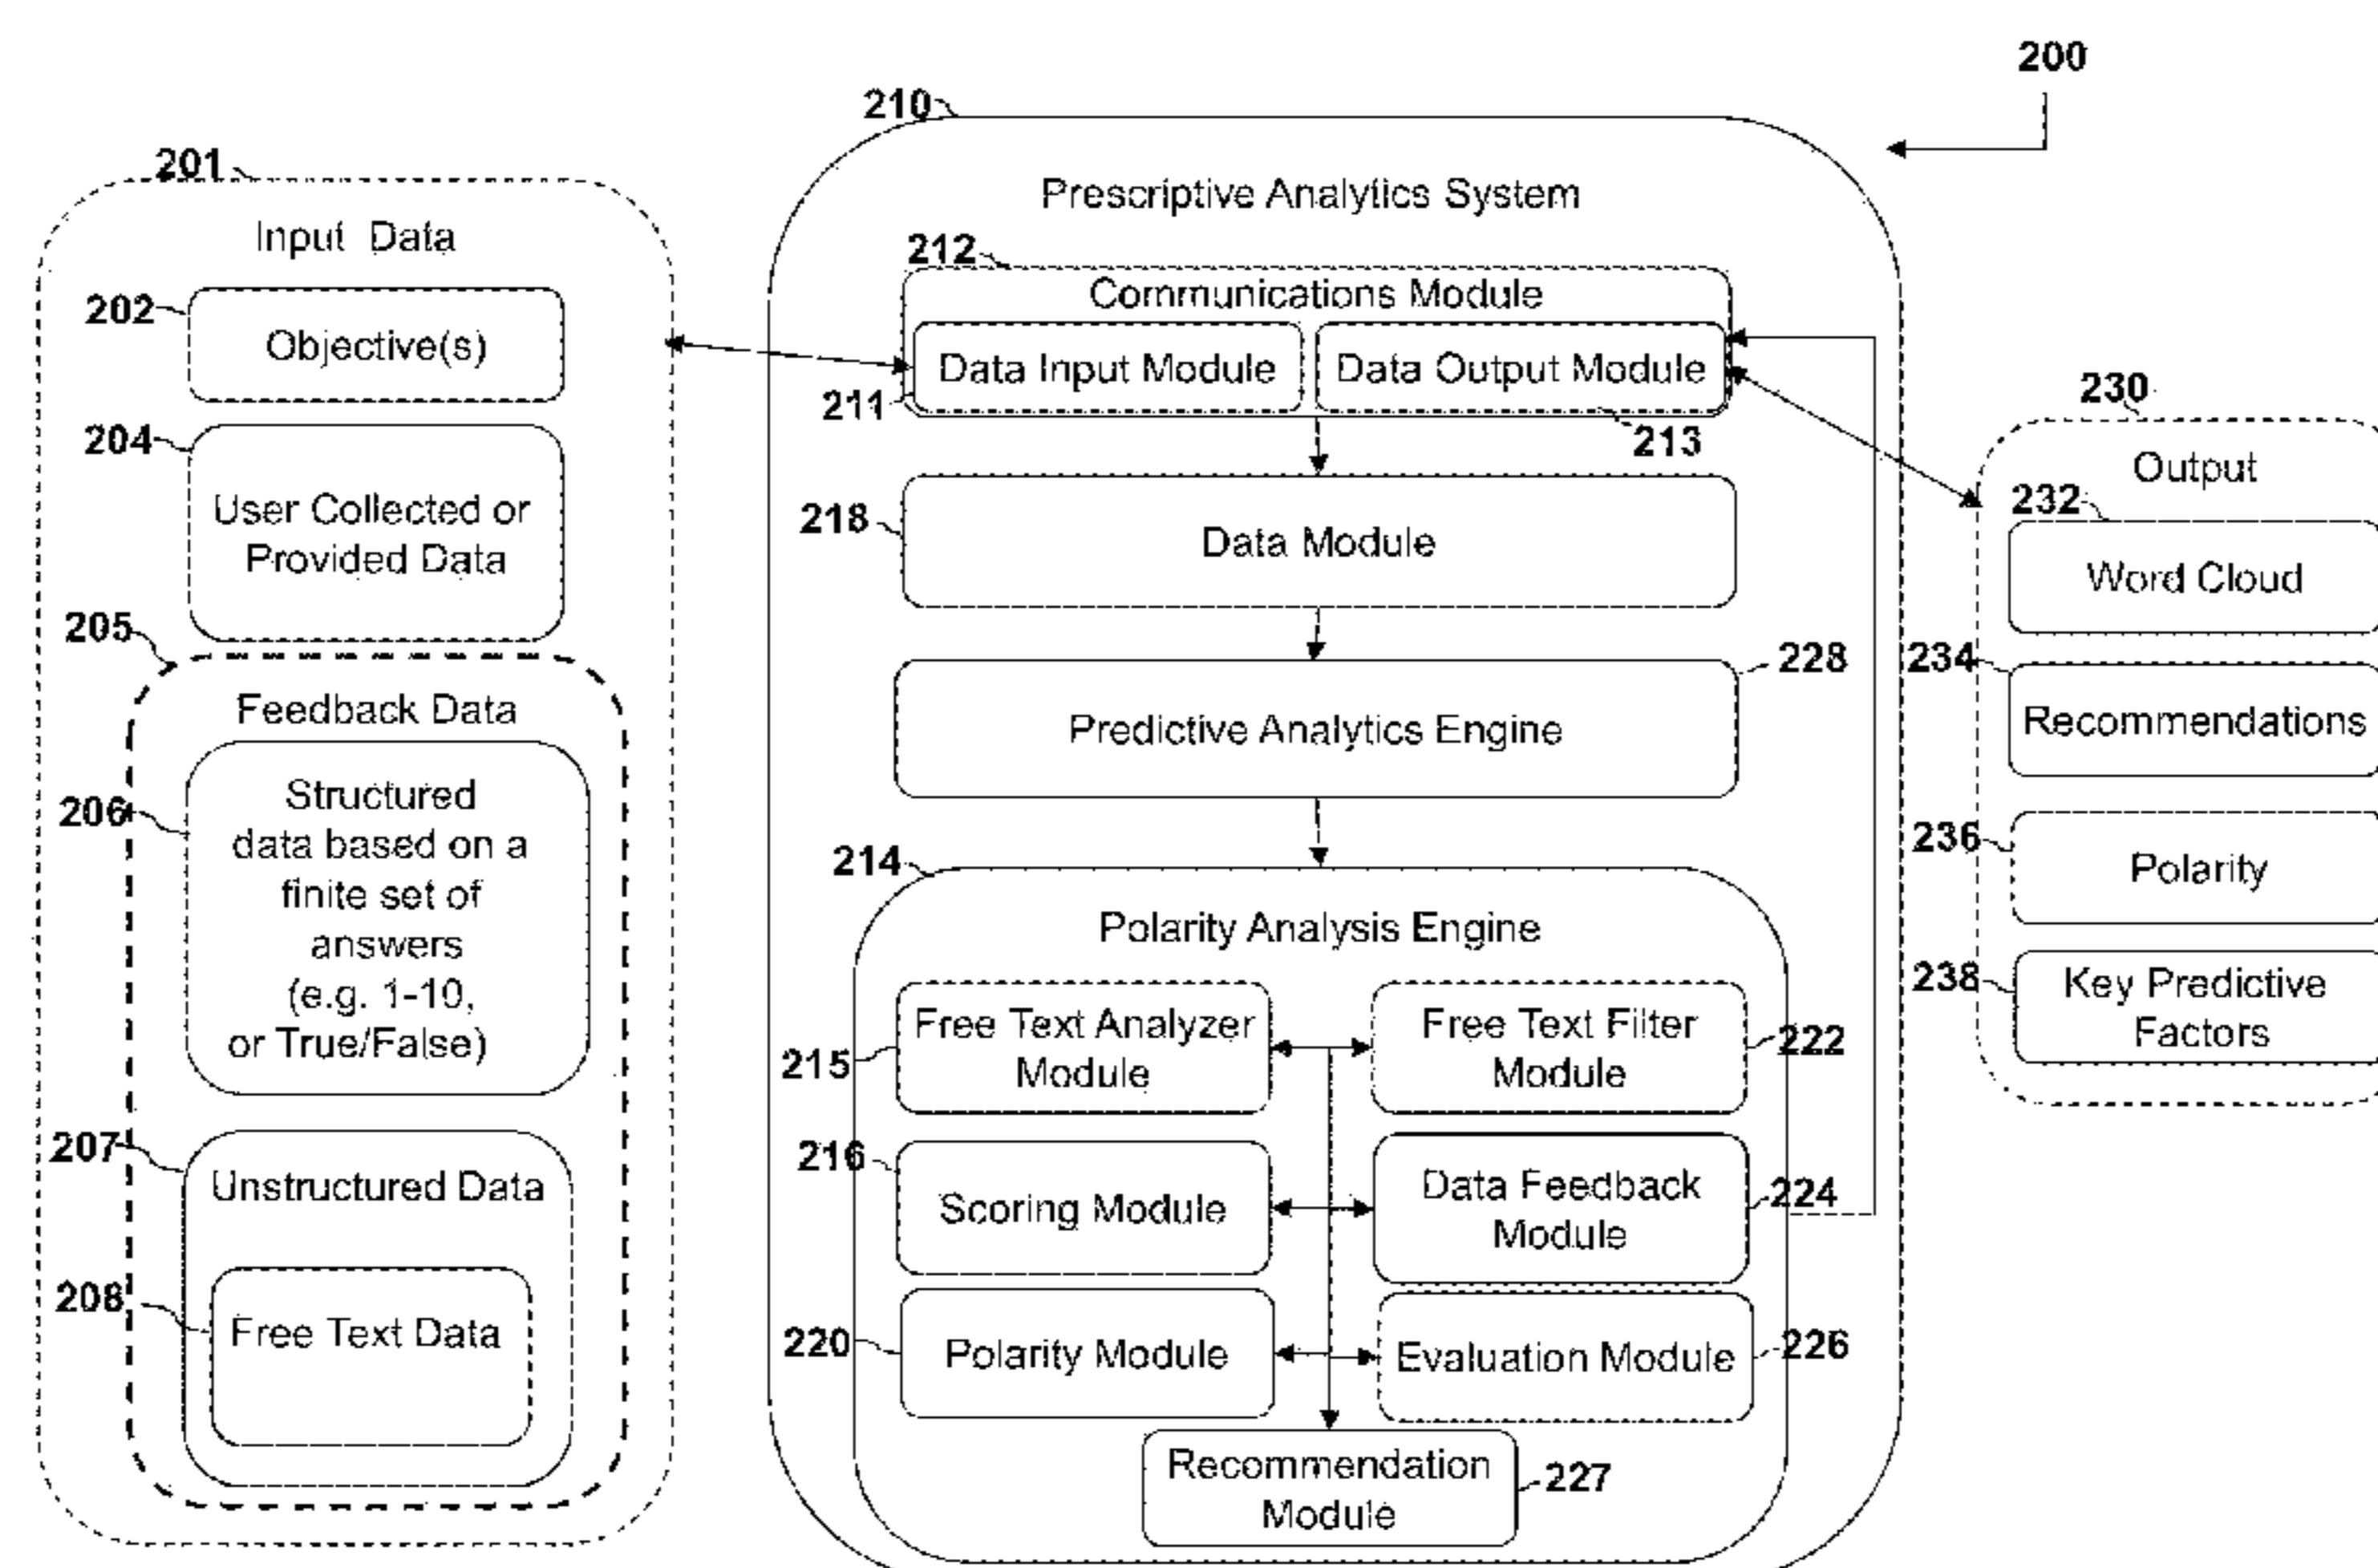 200
210
201
Prescriptive Analytics System
Input Data
212
Communications Module
202
Objective(s)
Data Input Module
Data Output Module
211
213
230
Output
204
User Collected or
Provided Data
218
Data Module
232
Word Cloud
205
Feedback Data
228
Predictive Analytics Engine
234
Recommendations
206
Structured
data based on a
finite set of
answers
(e.g. 1-10,
or True/False)
214
Polarity Analysis Engine
236
Polarity
238
Key Predictive
Factors
215
Free Text Analyzer
Module
Free Text Filter
Module
222
207
Unstructured Data
216
Scoring Module
Data Feedback
Module
224
208
Free Text Data
220
Polarity Module
Evaluation Module
226
Recommendation
Module
227